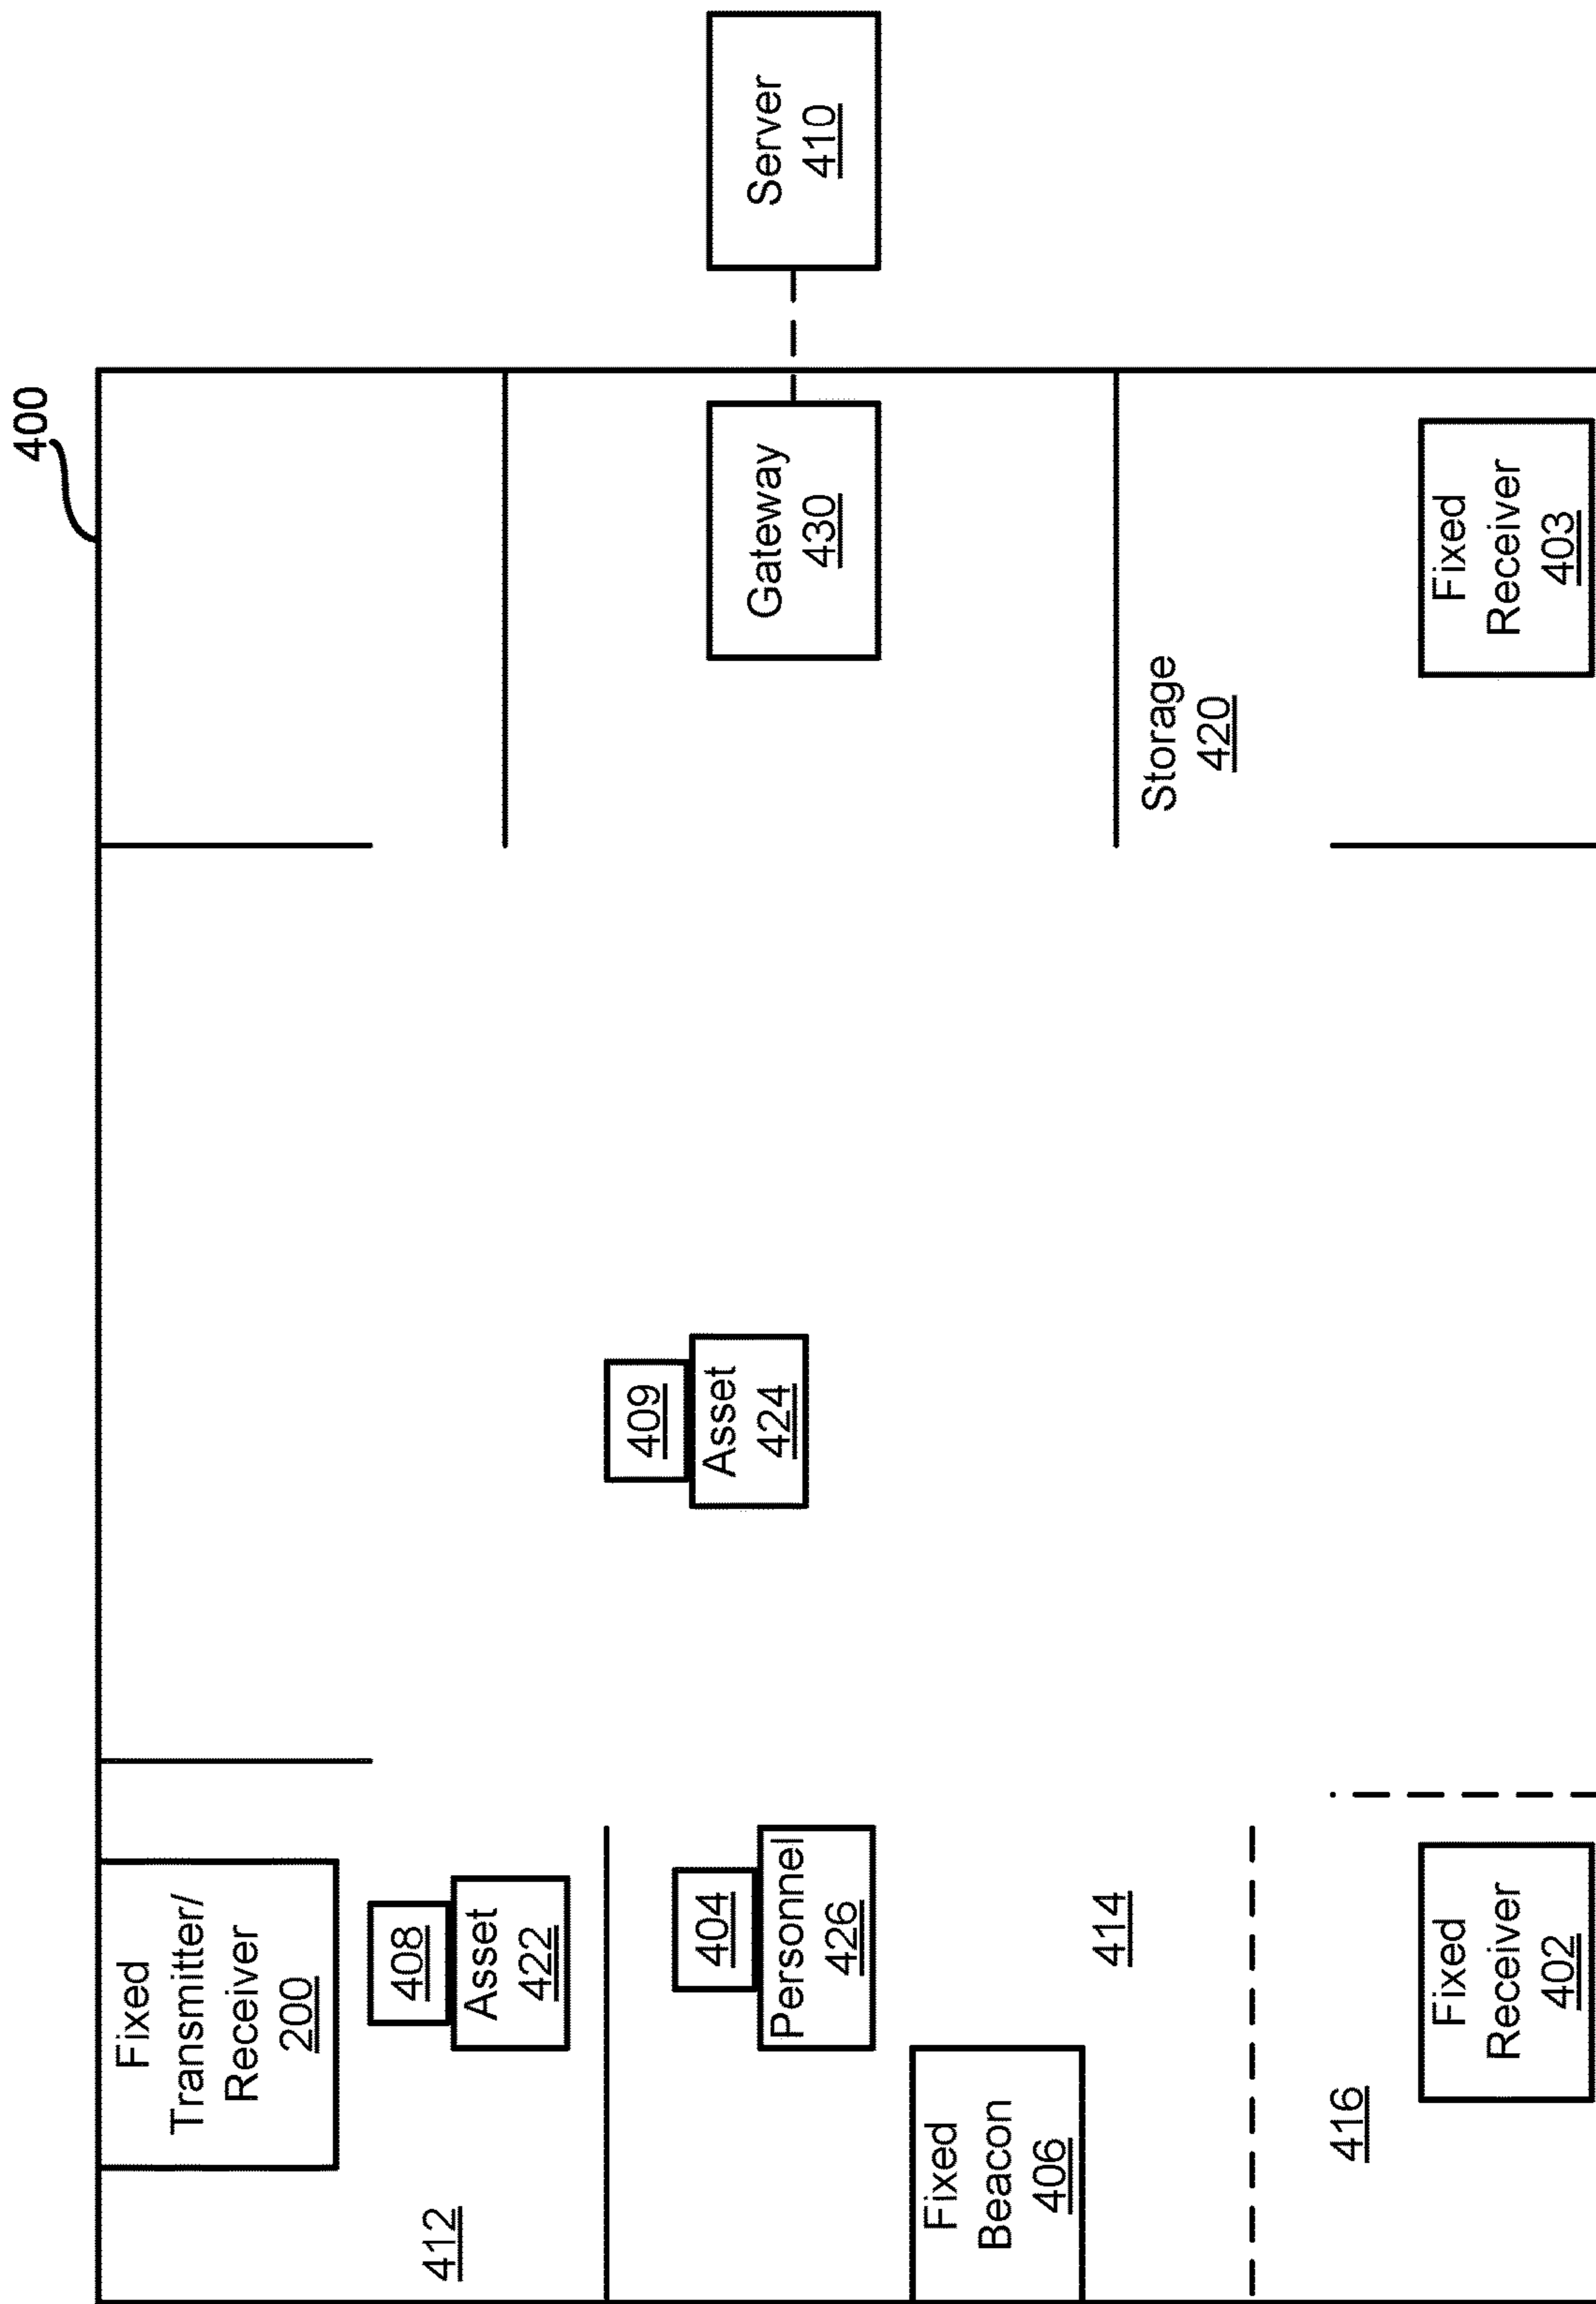 400
Fixed
Transmitter/
Receiver
200
408
Asset
422
412
404
Personnel
426
Fixed
Beacon
406
414
416
Fixed
Receiver
402
409
Asset
424
Gateway
430
Server
410
Storage
420
Fixed
Receiver
403